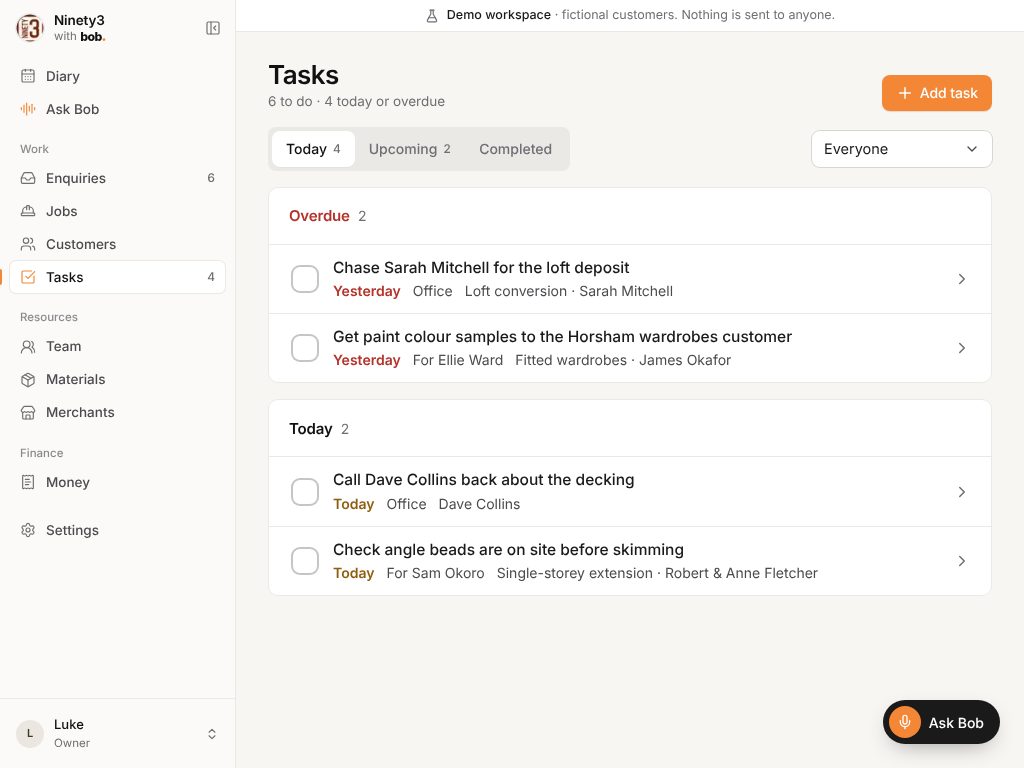 Ninety3
with bob.
Diary
Ask Bob
Work
Enquiries 6
Jobs
Customers
Tasks 4
Resources
Team
Materials
Merchants
Finance
Money
Settings
L
Luke
Owner
Demo workspace · fictional customers. Nothing is sent to anyone.
Tasks
6 to do · 4 today or overdue
Add task
Today 4 Upcoming 2 Completed
Everyone
Overdue 2
Chase Sarah Mitchell for the loft deposit
Yesterday Office Loft conversion · Sarah Mitchell
Get paint colour samples to the Horsham wardrobes customer
Yesterday For Ellie Ward Fitted wardrobes · James Okafor
Today 2
Call Dave Collins back about the decking
Today Office Dave Collins
Check angle beads are on site before skimming
Today For Sam Okoro Single-storey extension · Robert & Anne Fletcher
Ask Bob